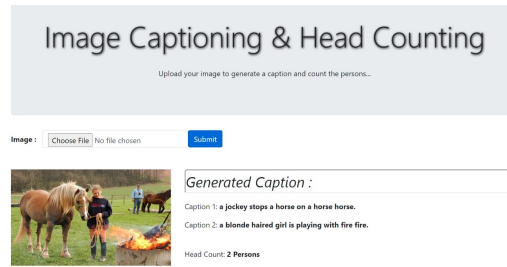 Image Captioning & Head Counting
Upload your image to generate a caption and count the persons...
Image : Choose File No file chosen Submit
Generated Caption :
Caption 1: a jockey stops a horse on a horse horse.
Caption 2: a blonde haired girl is playing with fire fire.
Head Count: 2 Persons